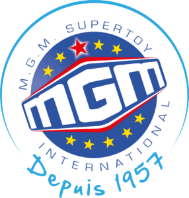 M.G.M. SUPERTOY
MGM
INTERNATIONAL
Depuis 1957